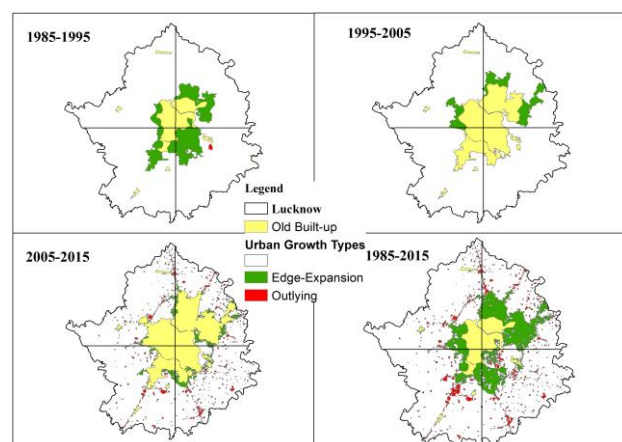 1985-1995
1995-2005
Legend
Lucknow
Old Built-up
Urban Growth Types
Edge-Expansion
Outlying
2005-2015
1985-2015